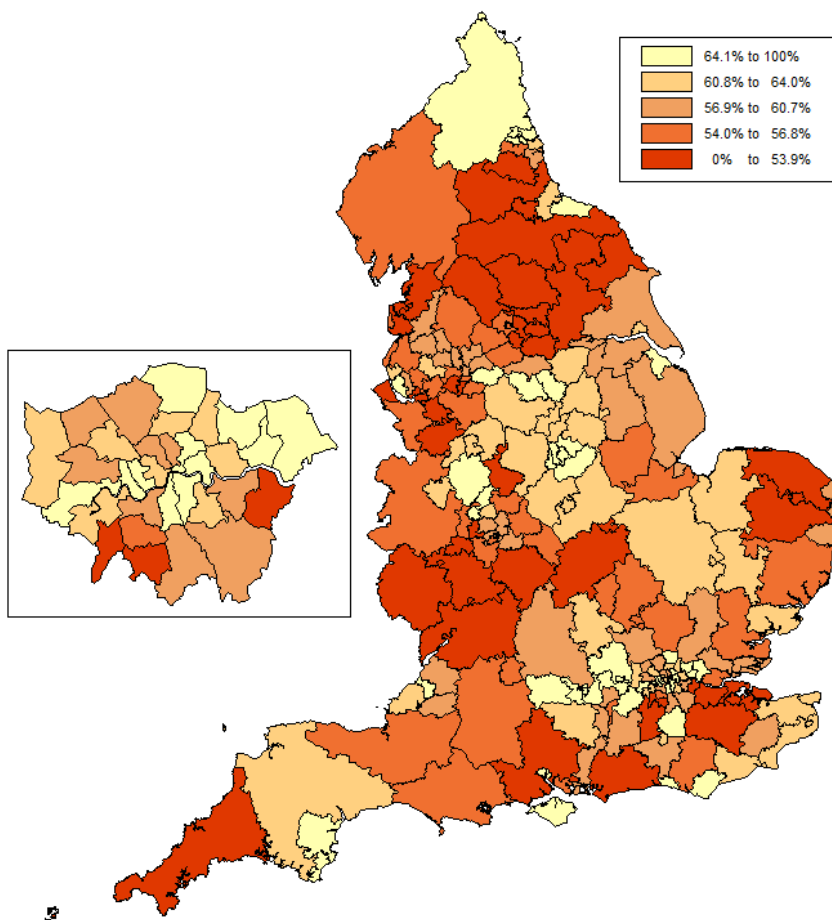 64.1% to 100%
60.8% to 64.0%
56.9% to 60.7%
54.0% to 56.8%
0% to 53.9%